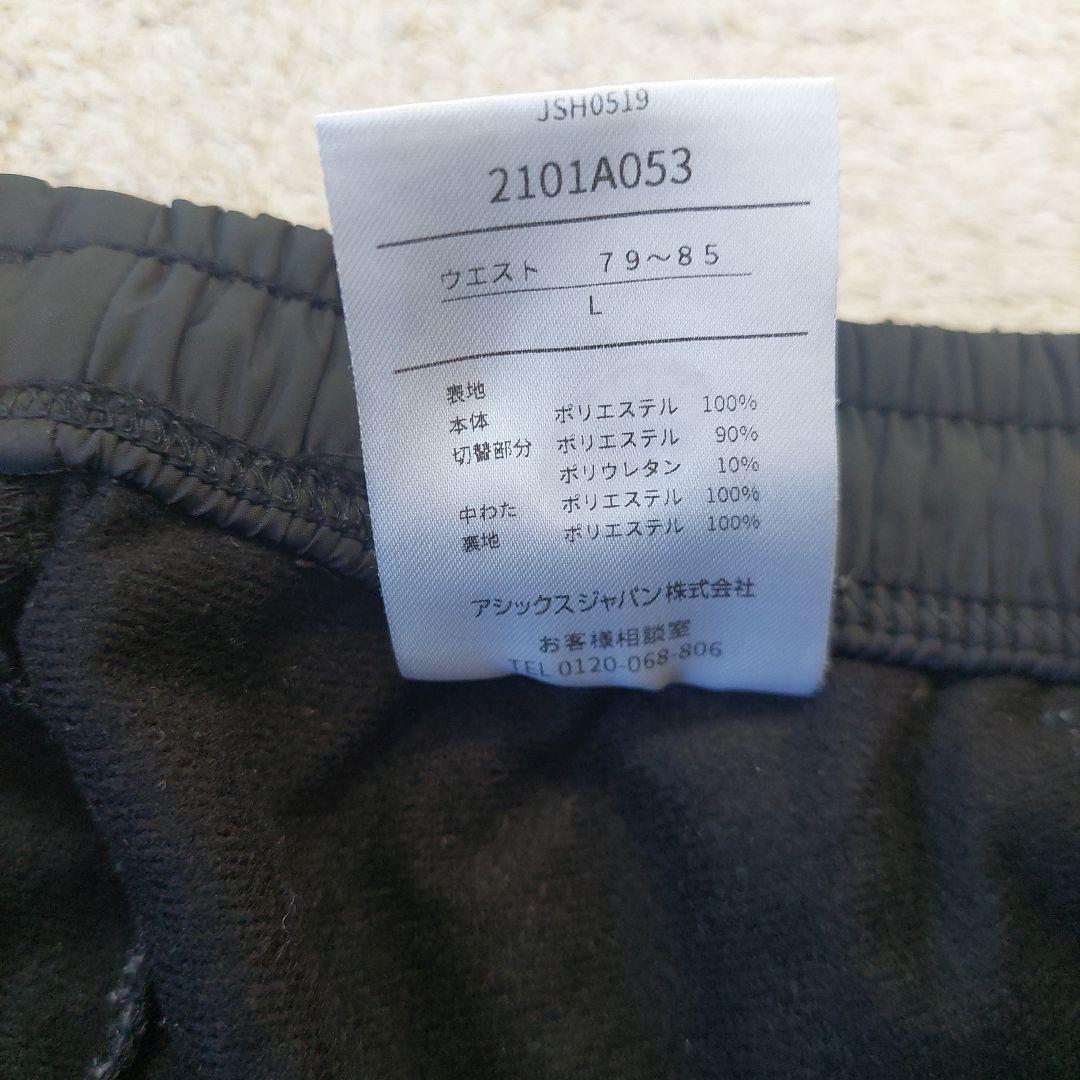 JSH0519
2101A053
ウエスト　７９～８５
L
表地
本体　ポリエステル　100%
切替部分　ポリエステル　90%
ポリウレタン　10%
中わた　ポリエステル　100%
裏地　ポリエステル　100%
アシックスジャパン株式会社
お客様相談室
TEL 0120-068-806